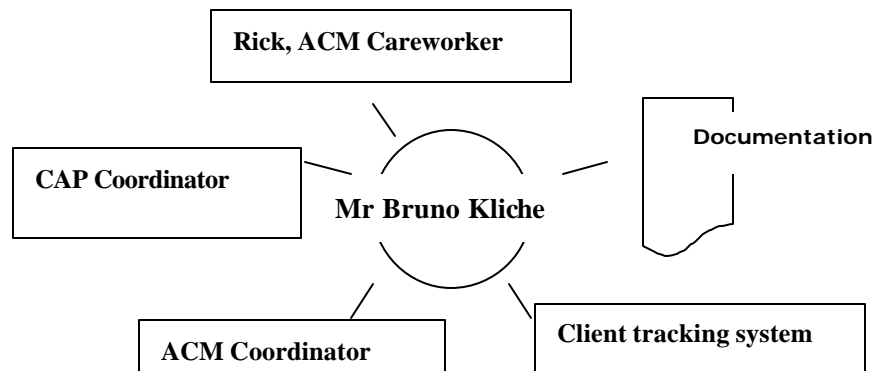 Rick, ACM Careworker
Documentation
CAP Coordinator
Mr Bruno Kliche
Client tracking system
ACM Coordinator